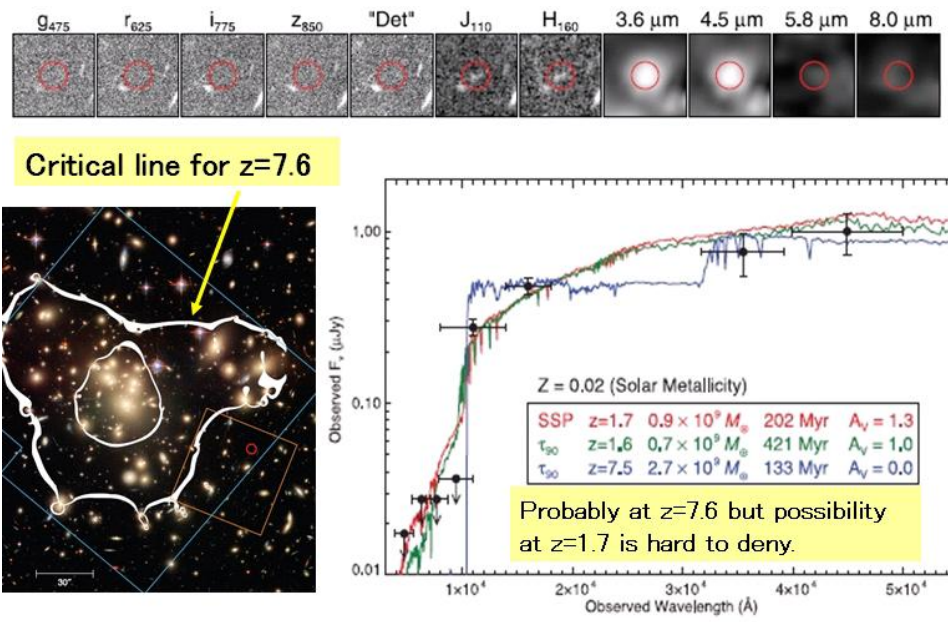 g475 r625 i775 z850 "Det" J110 H160 3.6 μm 4.5 μm 5.8 μm 8.0 μm
Critical line for z=7.6
30"
Observed Fν (μJy)
1.00
0.10
0.01
Z = 0.02 (Solar Metallicity)
SSP z=1.7 0.9 × 10⁹ M⊙ 202 Myr AV = 1.3
τ90 z=1.6 0.7 × 10⁹ M⊙ 421 Myr AV = 1.0
τ90 z=7.5 2.7 × 10⁹ M⊙ 133 Myr AV = 0.0
Probably at z=7.6 but possibility
at z=1.7 is hard to deny.
1×10⁴ 2×10⁴ 3×10⁴ 4×10⁴ 5×10⁴
Observed Wavelength (Å)